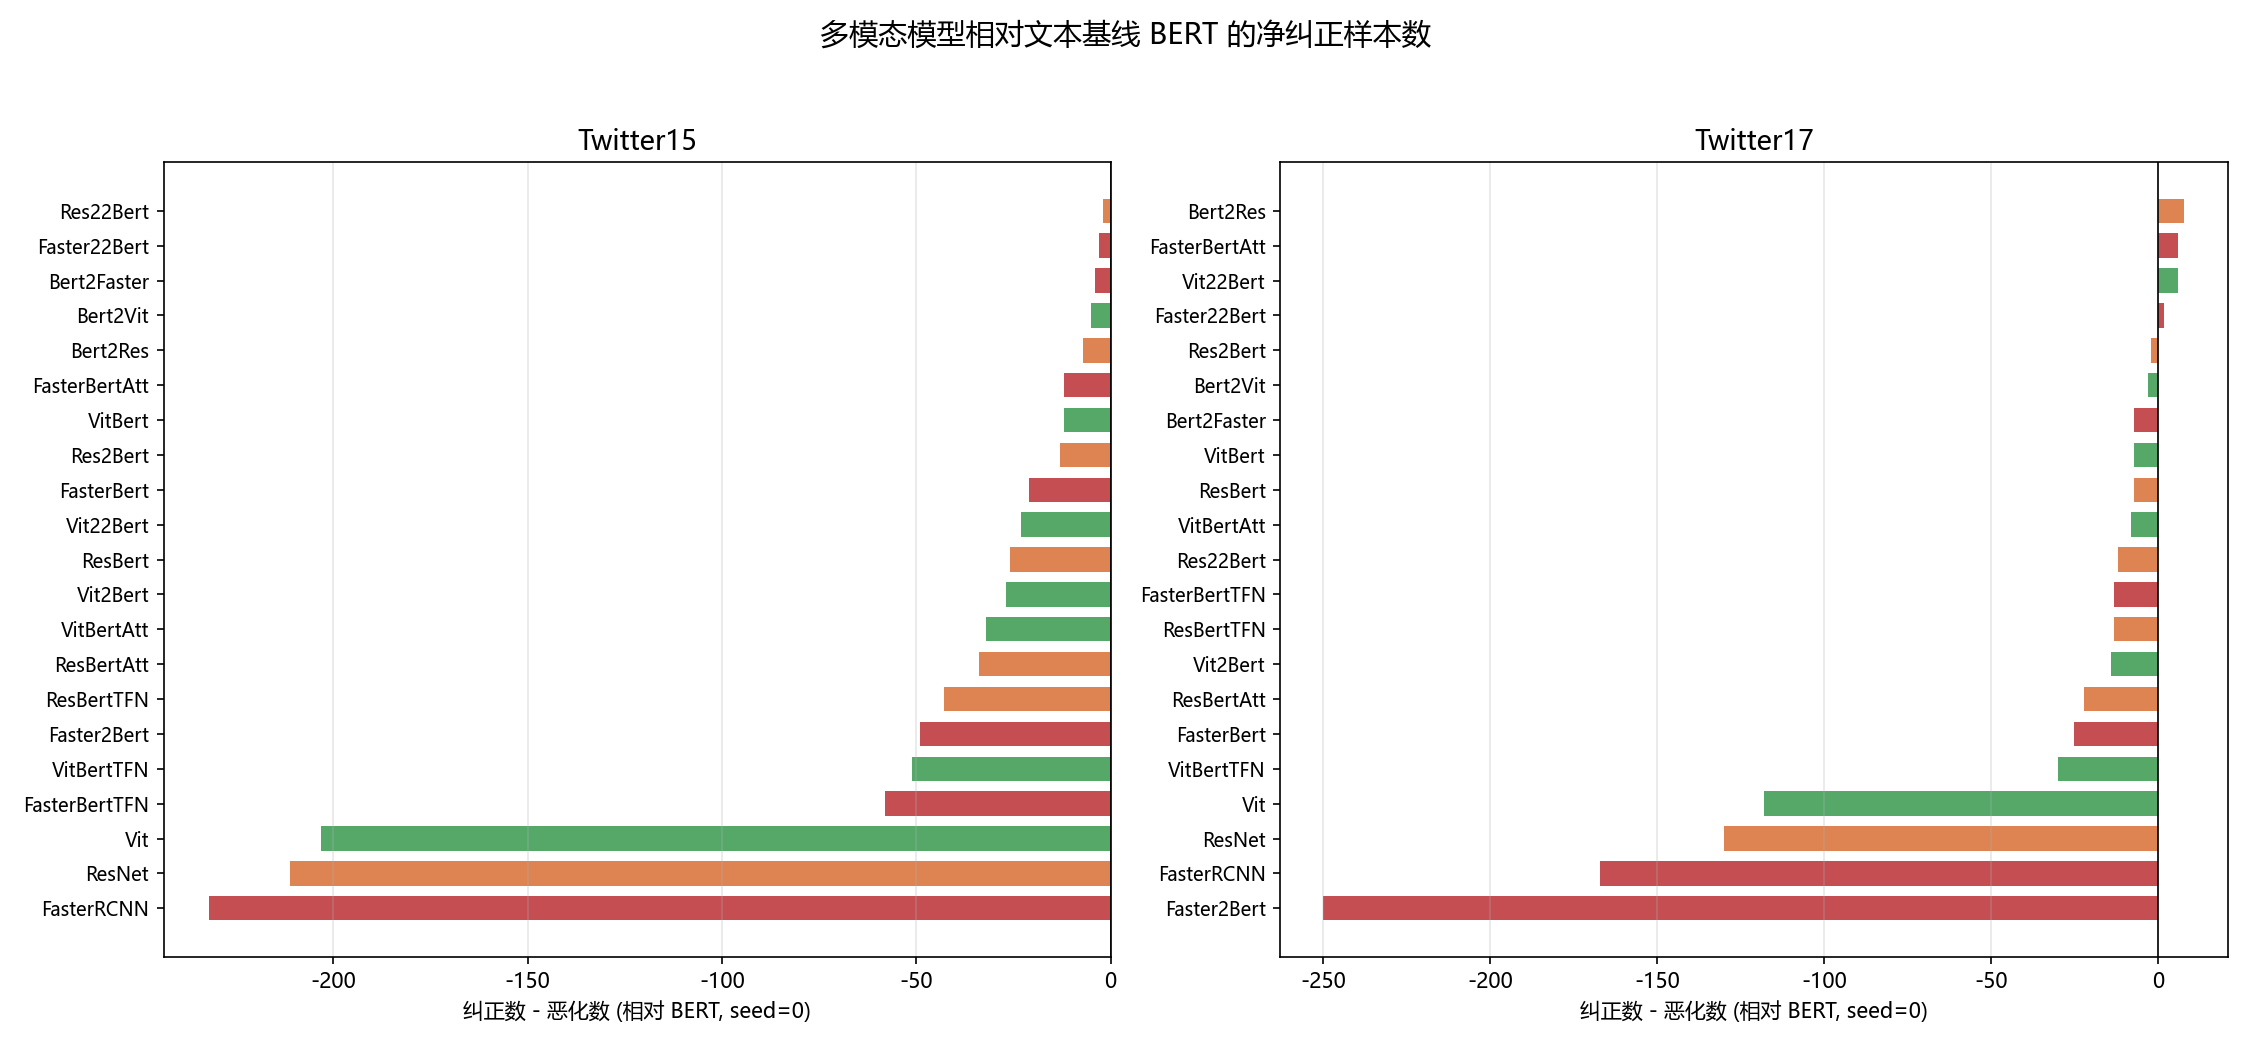 多模态模型相对文本基线 BERT 的净纠正样本数
Twitter15
Res22Bert
Faster22Bert
Bert2Faster
Bert2Vit
Bert2Res
FasterBertAtt
VitBert
Res2Bert
FasterBert
Vit22Bert
ResBert
Vit2Bert
VitBertAtt
ResBertAtt
ResBertTFN
Faster2Bert
VitBertTFN
FasterBertTFN
Vit
ResNet
FasterRCNN
-200 -150 -100 -50 0
纠正数 - 恶化数 (相对 BERT, seed=0)
Twitter17
Bert2Res
FasterBertAtt
Vit22Bert
Faster22Bert
Res2Bert
Bert2Vit
Bert2Faster
VitBert
ResBert
VitBertAtt
Res22Bert
FasterBertTFN
ResBertTFN
Vit2Bert
ResBertAtt
FasterBert
VitBertTFN
Vit
ResNet
FasterRCNN
Faster2Bert
-250 -200 -150 -100 -50 0
纠正数 - 恶化数 (相对 BERT, seed=0)